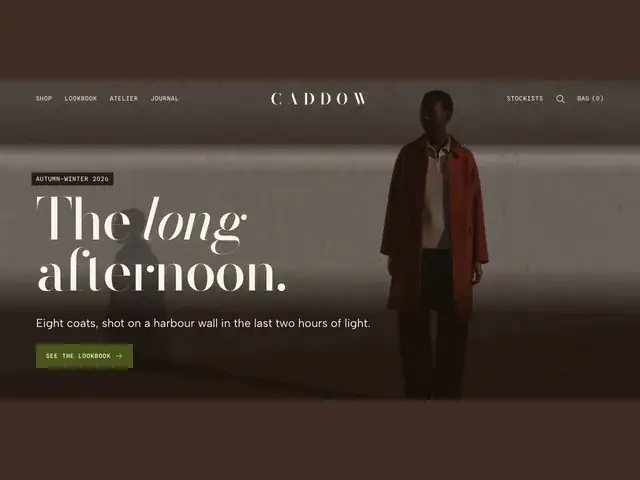 SHOP LOOKBOOK ATELIER JOURNAL CADDOW STOCKISTS BAG (0)
AUTUMN–WINTER 2026
The long
afternoon.
Eight coats, shot on a harbour wall in the last two hours of light.
SEE THE LOOKBOOK →